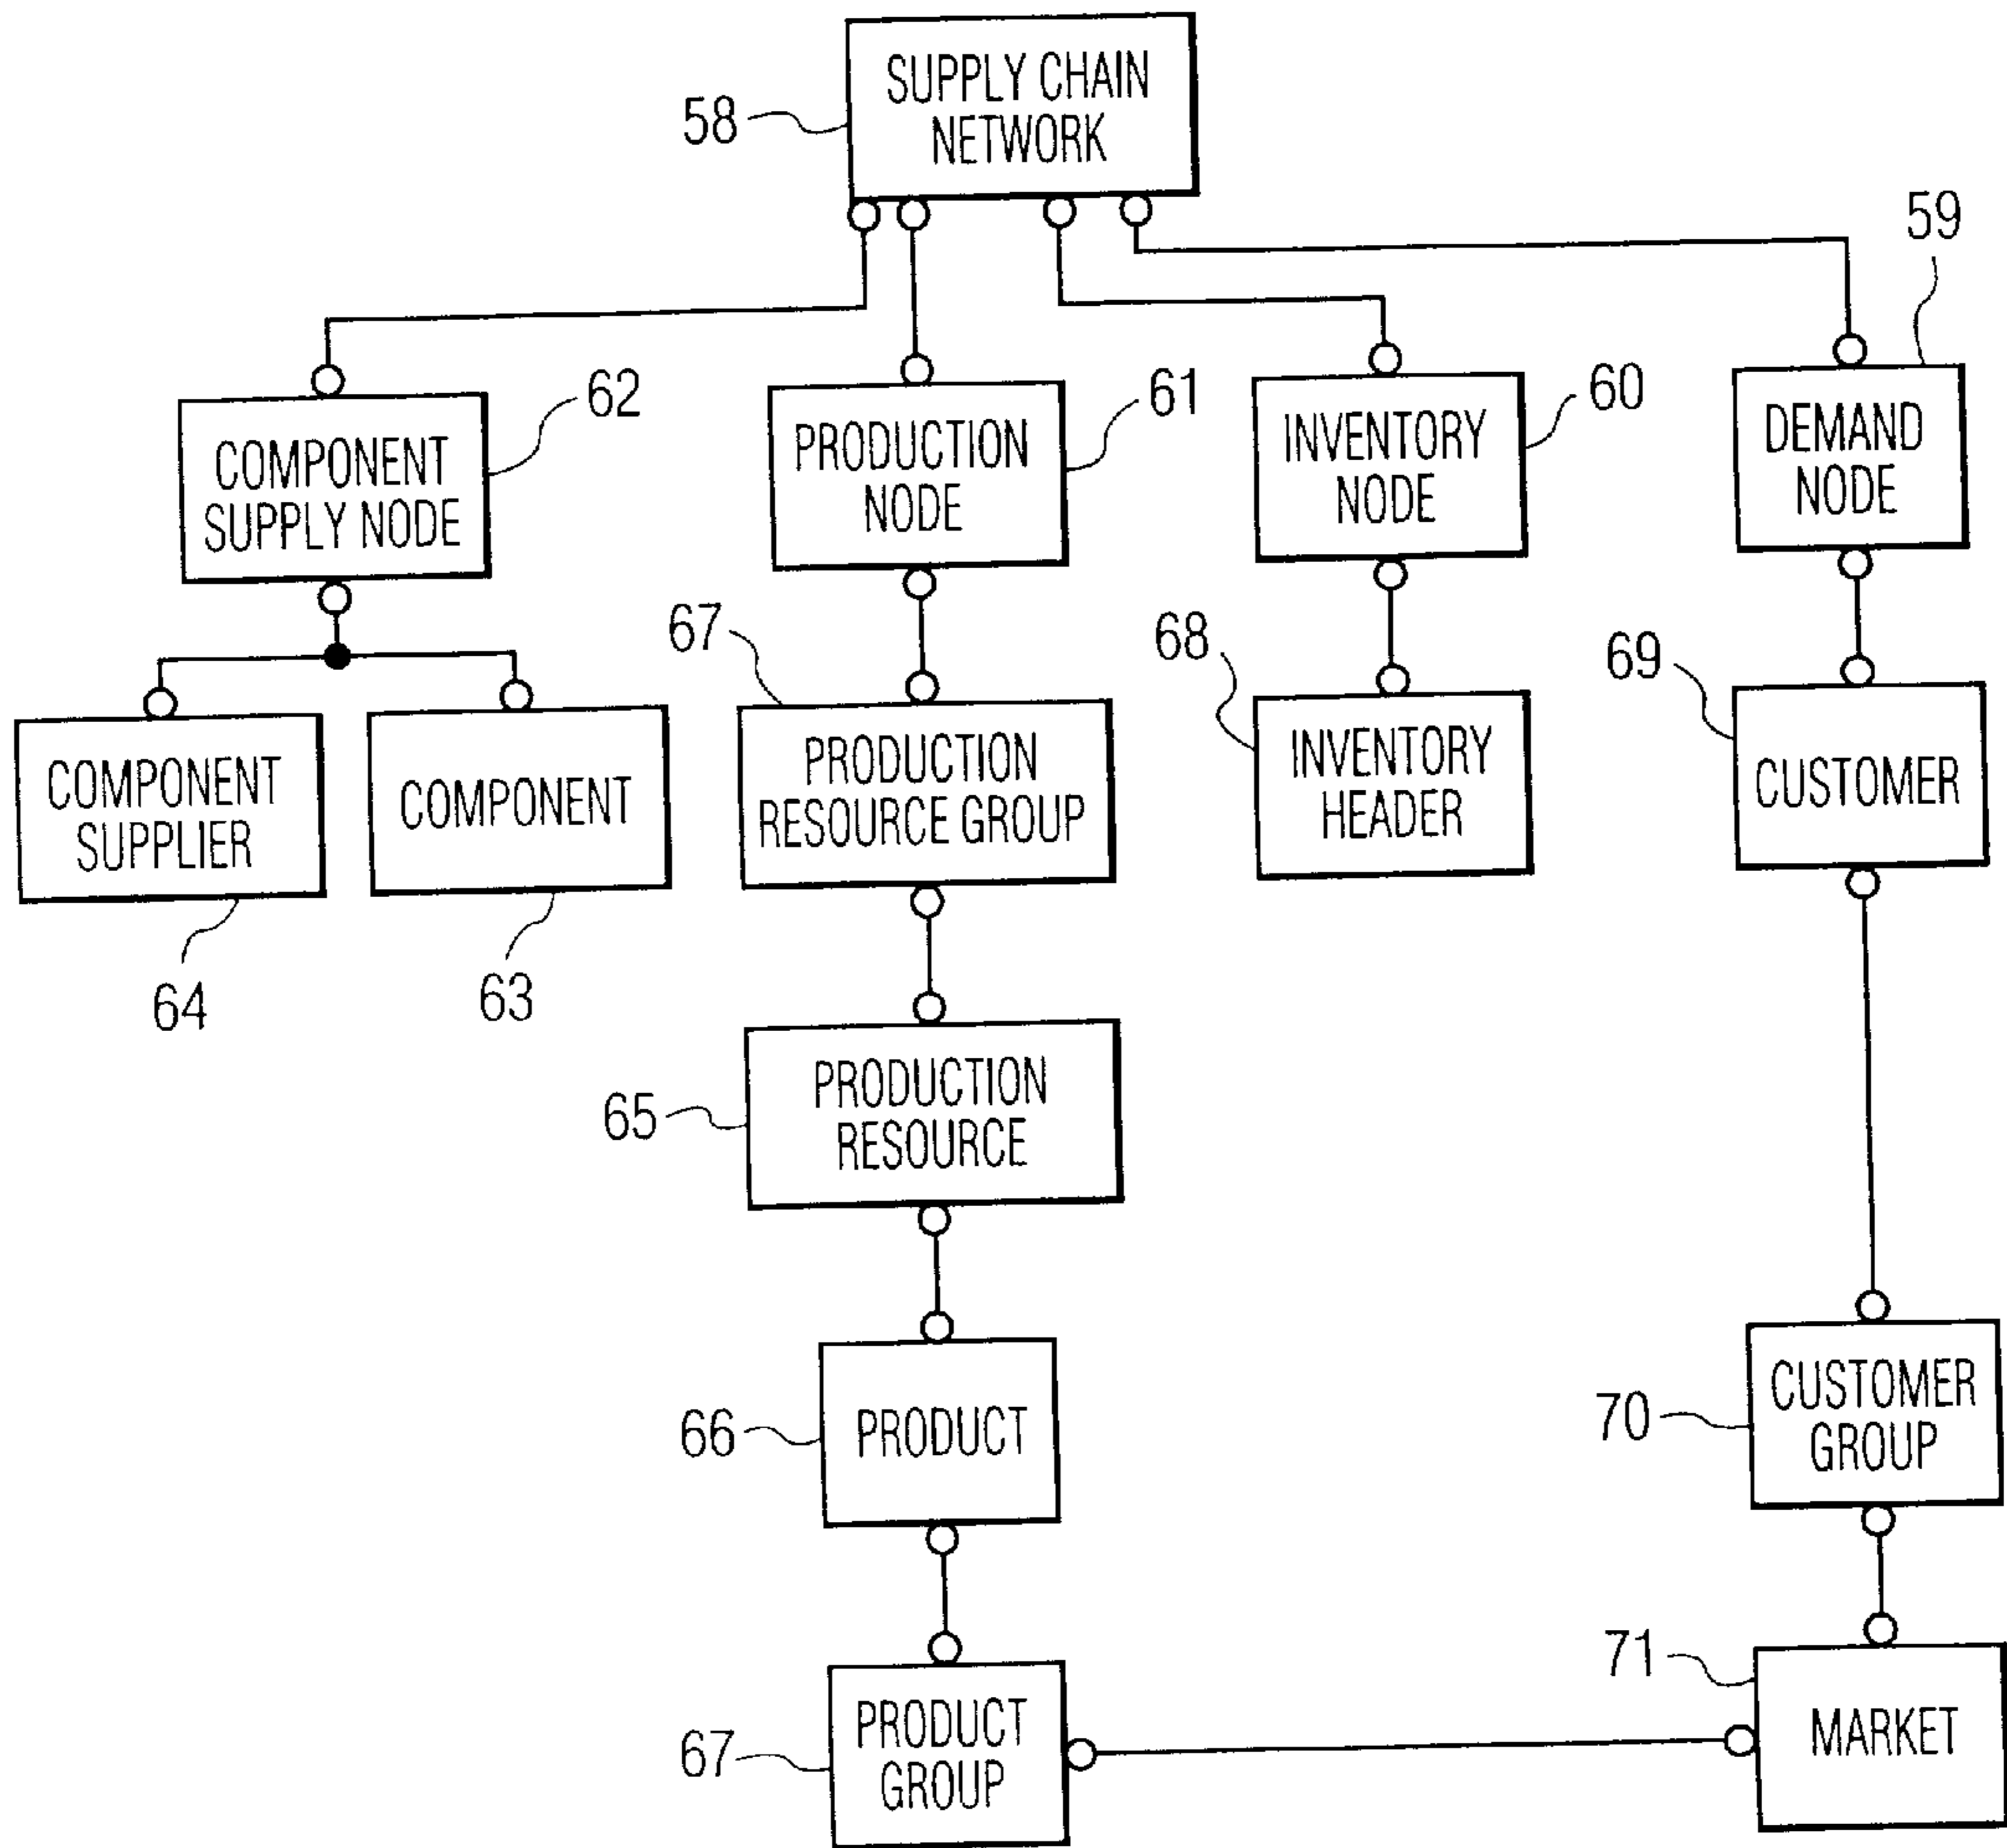 SUPPLY CHAIN
NETWORK
58
59
62
61
60
COMPONENT
SUPPLY NODE
PRODUCTION
NODE
INVENTORY
NODE
DEMAND
NODE
67
68
69
COMPONENT
SUPPLIER
COMPONENT
PRODUCTION
RESOURCE GROUP
INVENTORY
HEADER
CUSTOMER
64
63
65
PRODUCTION
RESOURCE
66
PRODUCT
70
CUSTOMER
GROUP
67
PRODUCT
GROUP
71
MARKET